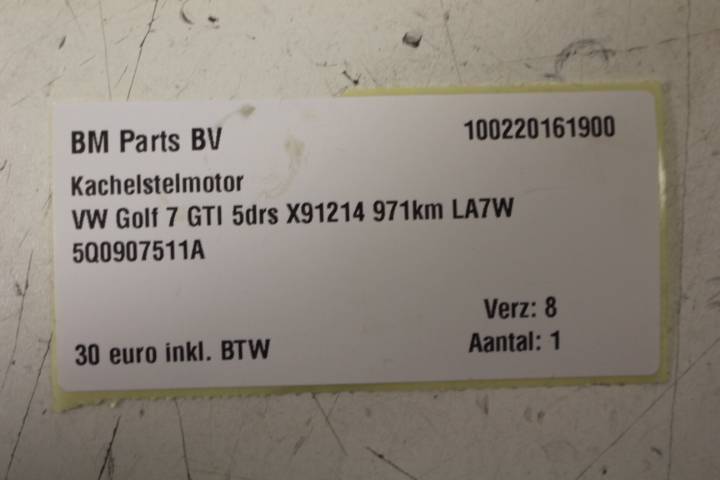 BM Parts BV 100220161900
Kachelstelmotor
VW Golf 7 GTI 5drs X91214 971km LA7W
5Q0907511A
Verz: 8
30 euro inkl. BTW Aantal: 1